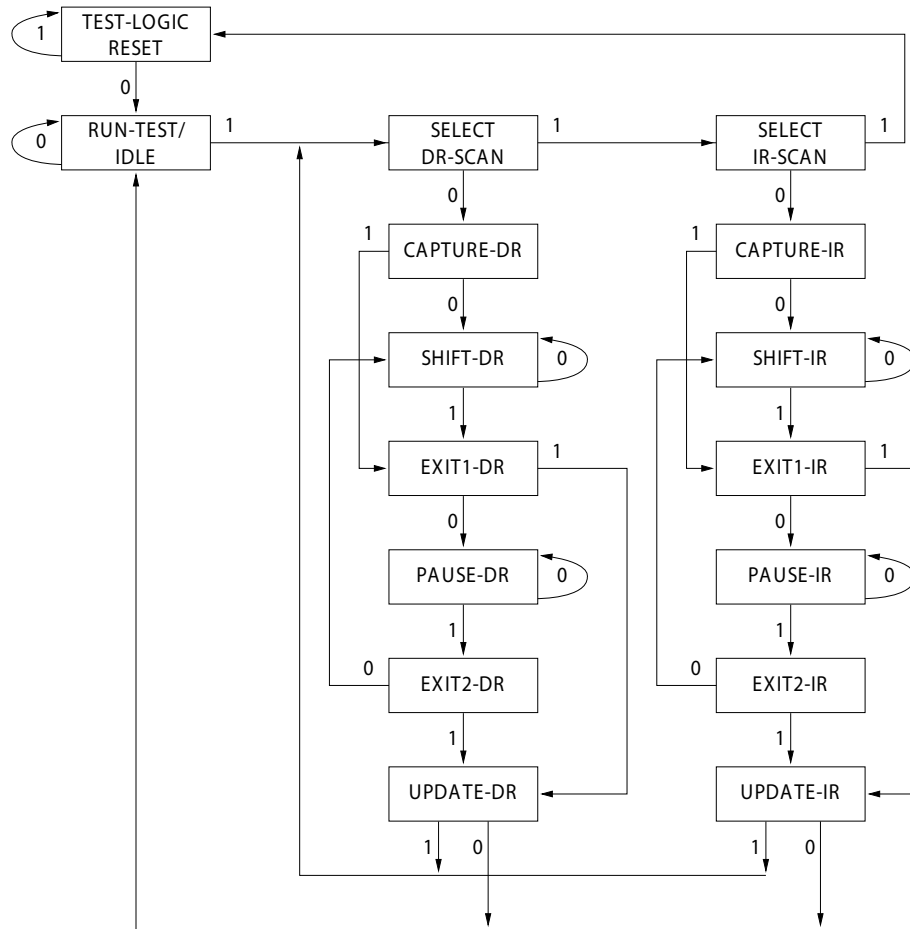 1
TEST-LOGIC
RESET
0
0
RUN-TEST/
IDLE
1
SELECT
DR-SCAN
1
SELECT
IR-SCAN
1
0
0
1
CAPTURE-DR
1
CAPTURE-IR
0
0
SHIFT-DR
0
SHIFT-IR
0
1
1
EXIT1-DR
1
EXIT1-IR
1
0
0
PAUSE-DR
0
PAUSE-IR
0
1
1
0
EXIT2-DR
0
EXIT2-IR
1
1
UPDATE-DR
UPDATE-IR
1
0
1
0